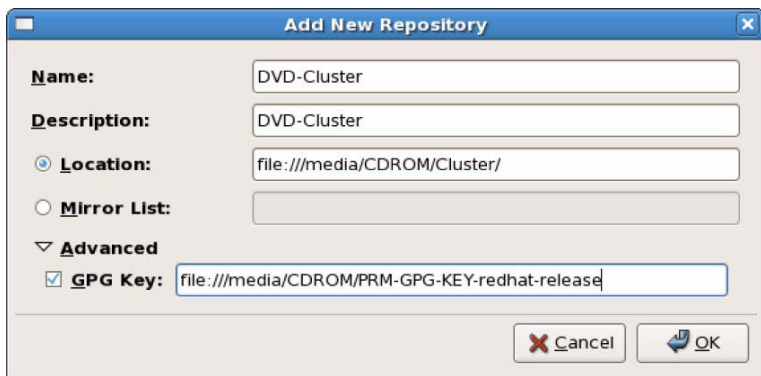 Add New Repository
Name: DVD-Cluster
Description: DVD-Cluster
Location: file:///media/CDROM/Cluster/
Mirror List:
Advanced
GPG Key: file:///media/CDROM/PRM-GPG-KEY-redhat-release
Cancel OK